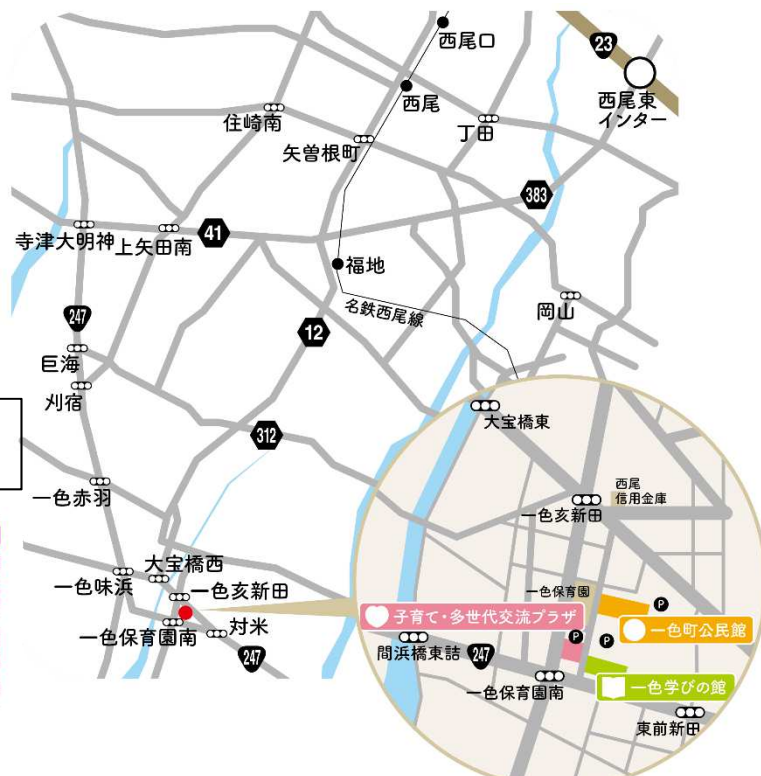 西尾口
23
西尾
西尾東
インター
住崎南
丁田
矢曽根町
383
寺津大明神
上矢田南
41
福地
名鉄西尾線
岡山
247
12
巨海
刈宿
312
大宝橋東
一色赤羽
西尾
信用金庫
一色亥新田
大宝橋西
一色味浜
一色亥新田
一色保育園
子育て・多世代交流プラザ
P
P
P
一色町公民館
一色保育園南
対米
247
間浜橋東詰
247
一色保育園南
一色学びの館
東前新田